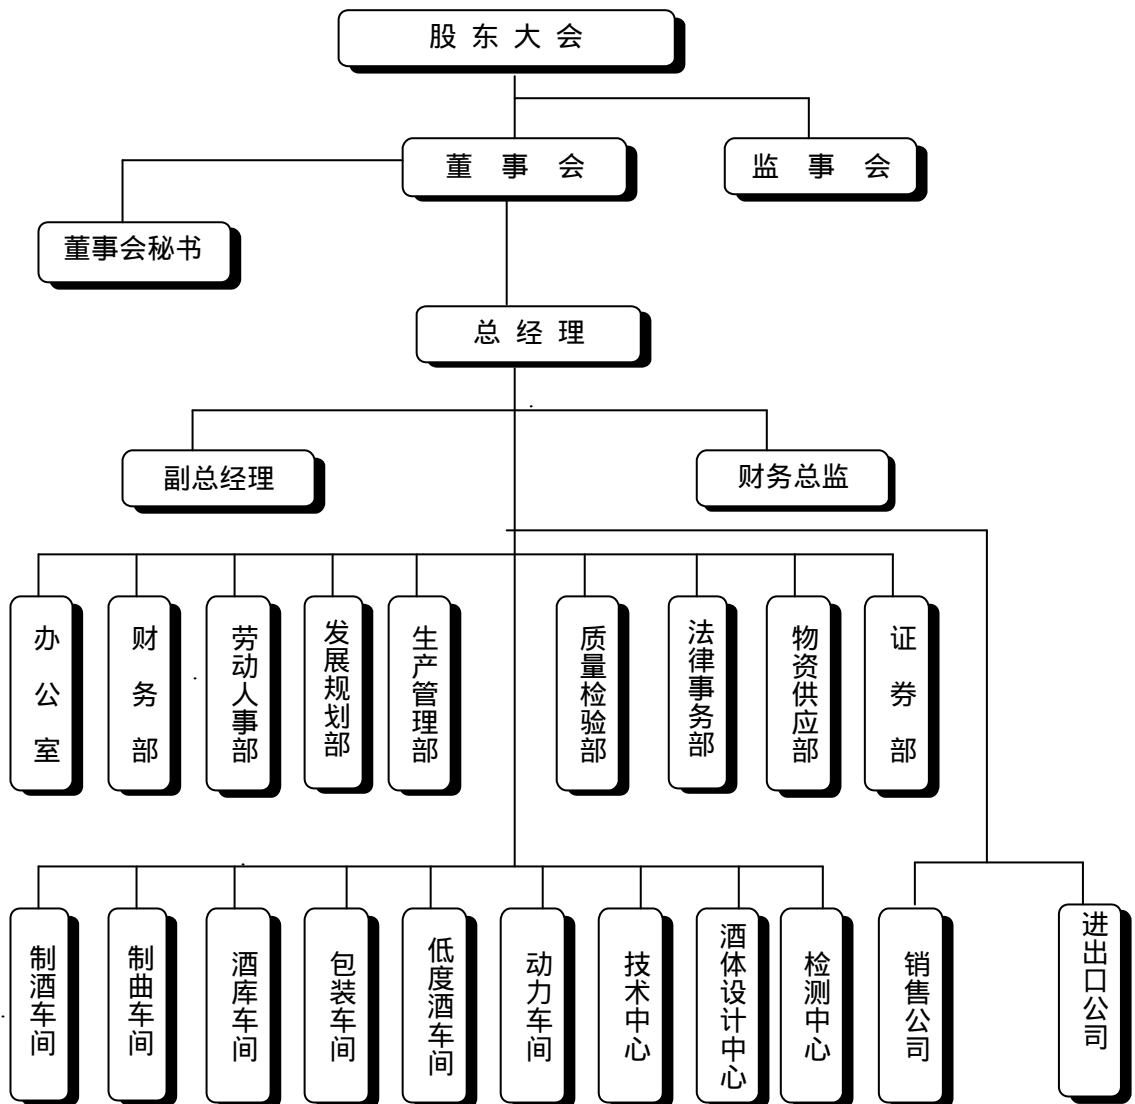 股东大会
董事会
监事会
董事会秘书
总经理
副总经理
财务总监
办公室
财务部
劳动人事部
发展规划部
生产管理部
质量检验部
法律事务部
物资供应部
证券部
制酒车间
制曲车间
酒库车间
包装车间
低度酒车间
动力车间
技术中心
酒体设计中心
检测中心
销售公司
进出口公司